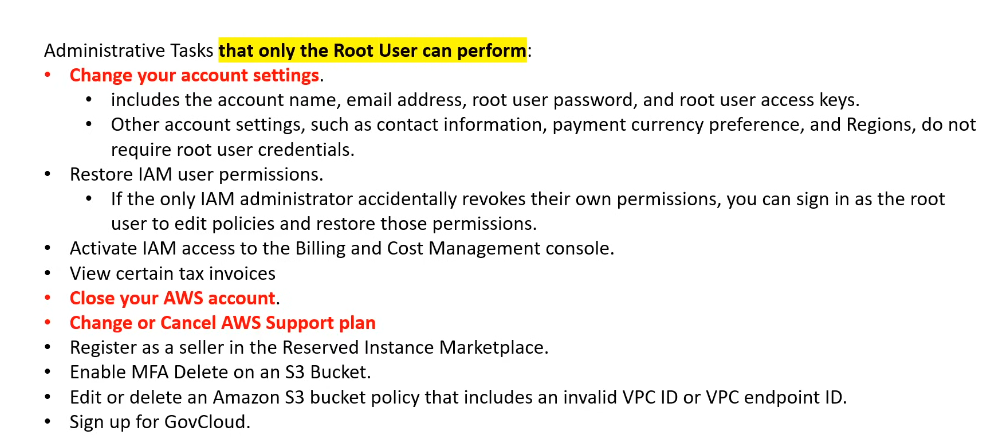 Administrative Tasks that only the Root User can perform:
• Change your account settings.
• includes the account name, email address, root user password, and root user access keys.
• Other account settings, such as contact information, payment currency preference, and Regions, do not
require root user credentials.
• Restore IAM user permissions.
• If the only IAM administrator accidentally revokes their own permissions, you can sign in as the root
user to edit policies and restore those permissions.
• Activate IAM access to the Billing and Cost Management console.
• View certain tax invoices
• Close your AWS account.
• Change or Cancel AWS Support plan
• Register as a seller in the Reserved Instance Marketplace.
• Enable MFA Delete on an S3 Bucket.
• Edit or delete an Amazon S3 bucket policy that includes an invalid VPC ID or VPC endpoint ID.
• Sign up for GovCloud.